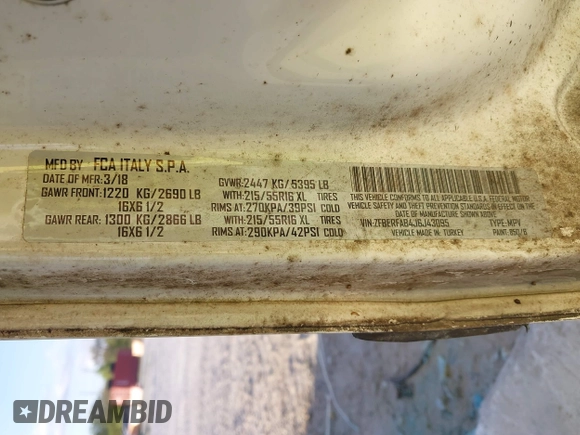 MFD BY FCA ITALY S.P.A.
DATE OF MFR: 3/18 GVWR: 2447 KG/ 5395 LB
GAWR FRONT: 1220 KG/ 2690 LB WITH: 215/55R16 XL TIRES
16X6 1/2 RIMS AT: 270KPA/39PSI COLD
GAWR REAR: 1300 KG/ 2866 LB WITH: 215/55R16 XL TIRES
16X6 1/2 RIMS AT: 290KPA/42PSI COLD
THIS VEHICLE CONFORMS TO ALL APPLICABLE U.S.A. FEDERAL MOTOR
VEHICLE SAFETY AND THEFT PREVENTION STANDARDS IN EFFECT ON THE
DATE OF MANUFACTURE SHOWN ABOVE.
VIN: ZFBERFAB4J6J43085 TYPE: MPV
VEHICLE MADE IN: TURKEY PAINT:
DREAMBID